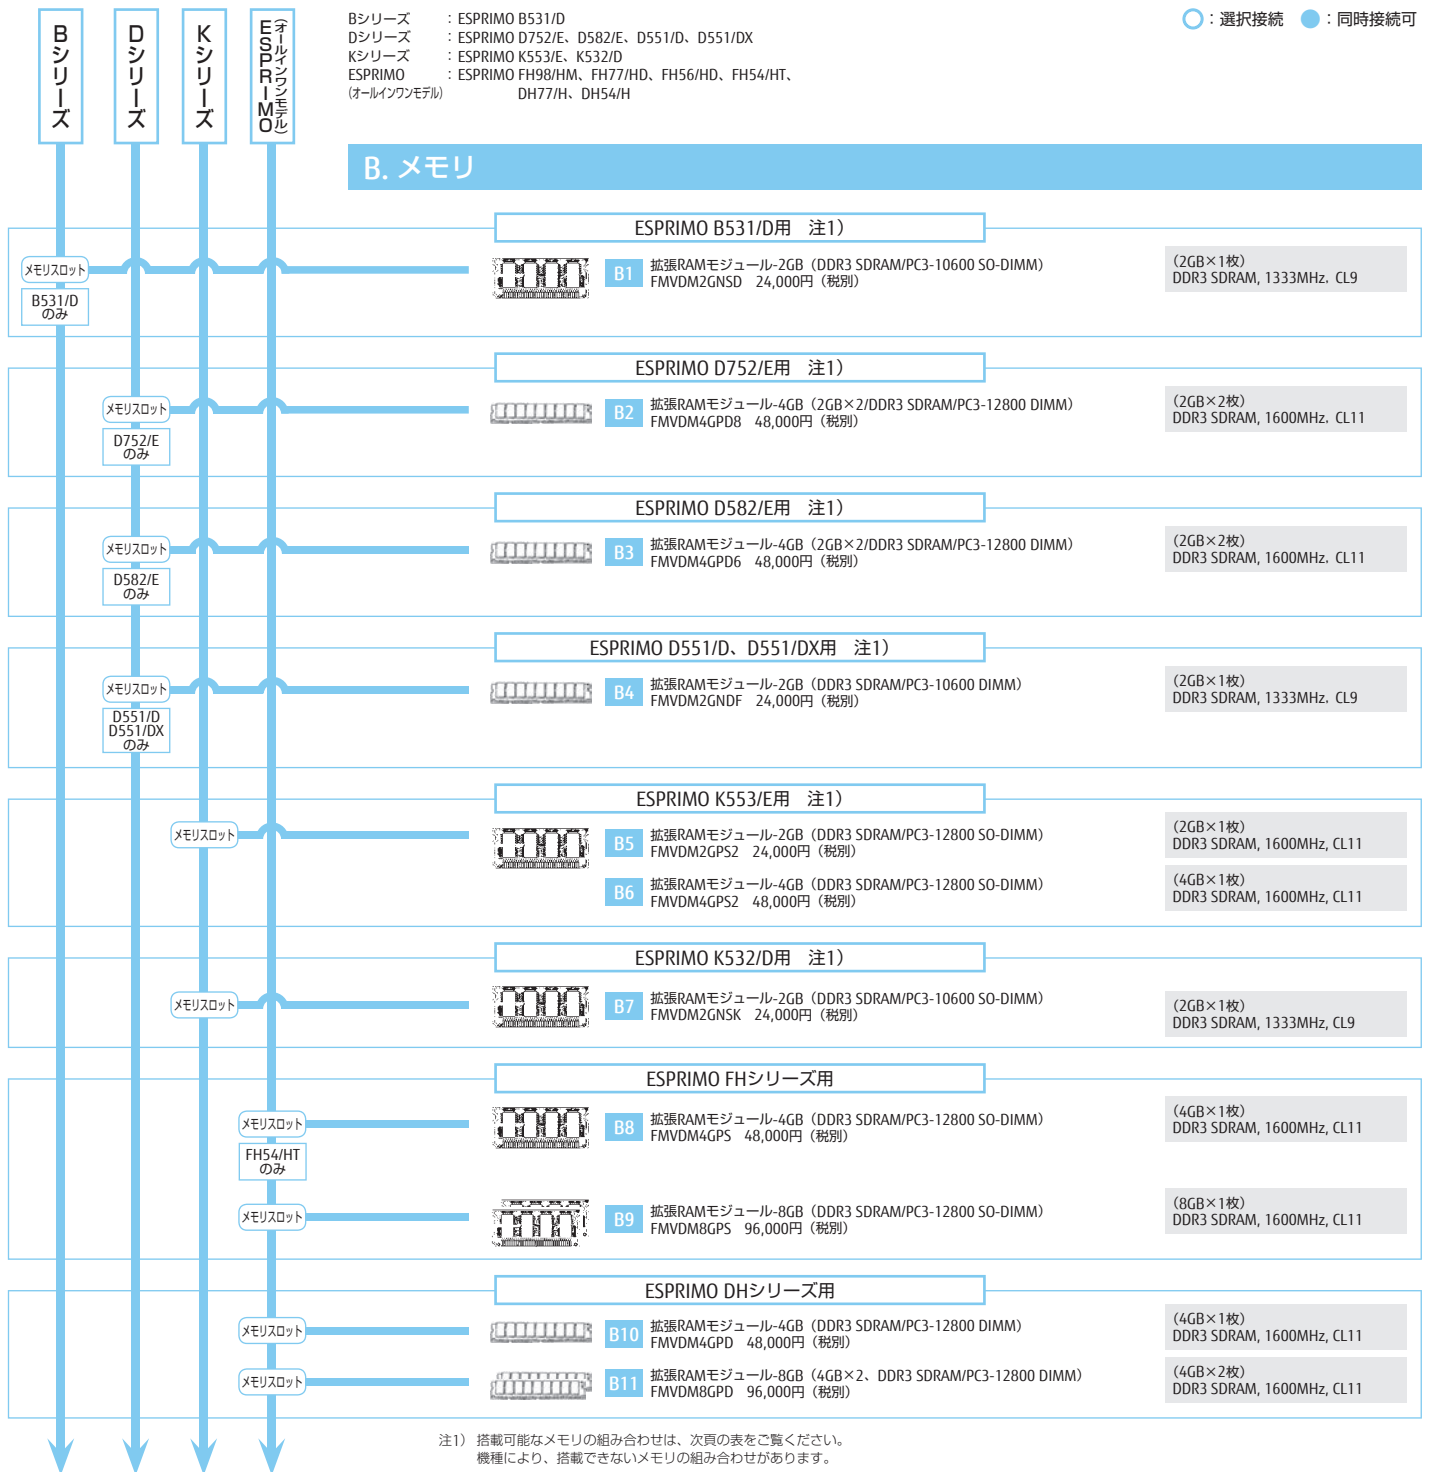 Bシリーズ
Dシリーズ
Kシリーズ
ESPRIMO
(オールインワンモデル)
Bシリーズ ：ESPRIMO B531/D
Dシリーズ ：ESPRIMO D752/E、D582/E、D551/D、D551/DX
Kシリーズ ：ESPRIMO K553/E、K532/D
ESPRIMO ：ESPRIMO FH98/HM、FH77/HD、FH56/HD、FH54/HT、
(オールインワンモデル) DH77/H、DH54/H
：選択接続 ：同時接続可
B. メモリ
ESPRIMO B531/D用 注1）
メモリスロット
B531/D
のみ
B1 拡張RAMモジュール-2GB（DDR3 SDRAM/PC3-10600 SO-DIMM）
FMVDM2GNSD 24,000円（税別）
（2GB×1枚）
DDR3 SDRAM, 1333MHz, CL9
ESPRIMO D752/E用 注1）
メモリスロット
D752/E
のみ
B2 拡張RAMモジュール-4GB（2GB×2/DDR3 SDRAM/PC3-12800 DIMM）
FMVDM4GPD8 48,000円（税別）
（2GB×2枚）
DDR3 SDRAM, 1600MHz, CL11
ESPRIMO D582/E用 注1）
メモリスロット
D582/E
のみ
B3 拡張RAMモジュール-4GB（2GB×2/DDR3 SDRAM/PC3-12800 DIMM）
FMVDM4GPD6 48,000円（税別）
（2GB×2枚）
DDR3 SDRAM, 1600MHz, CL11
ESPRIMO D551/D、D551/DX用 注1）
メモリスロット
D551/D
D551/DX
のみ
B4 拡張RAMモジュール-2GB（DDR3 SDRAM/PC3-10600 DIMM）
FMVDM2GNDF 24,000円（税別）
（2GB×1枚）
DDR3 SDRAM, 1333MHz, CL9
ESPRIMO K553/E用 注1）
メモリスロット
B5 拡張RAMモジュール-2GB（DDR3 SDRAM/PC3-12800 SO-DIMM）
FMVDM2GPS2 24,000円（税別）
（2GB×1枚）
DDR3 SDRAM, 1600MHz, CL11
B6 拡張RAMモジュール-4GB（DDR3 SDRAM/PC3-12800 SO-DIMM）
FMVDM4GPS2 48,000円（税別）
（4GB×1枚）
DDR3 SDRAM, 1600MHz, CL11
ESPRIMO K532/D用 注1）
メモリスロット
B7 拡張RAMモジュール-2GB（DDR3 SDRAM/PC3-10600 SO-DIMM）
FMVDM2GNSK 24,000円（税別）
（2GB×1枚）
DDR3 SDRAM, 1333MHz, CL9
ESPRIMO FHシリーズ用
メモリスロット
FH54/HT
のみ
B8 拡張RAMモジュール-4GB（DDR3 SDRAM/PC3-12800 SO-DIMM）
FMVDM4GPS 48,000円（税別）
（4GB×1枚）
DDR3 SDRAM, 1600MHz, CL11
メモリスロット
B9 拡張RAMモジュール-8GB（DDR3 SDRAM/PC3-12800 SO-DIMM）
FMVDM8GPS 96,000円（税別）
（8GB×1枚）
DDR3 SDRAM, 1600MHz, CL11
ESPRIMO DHシリーズ用
メモリスロット
B10 拡張RAMモジュール-4GB（DDR3 SDRAM/PC3-12800 DIMM）
FMVDM4GPD 48,000円（税別）
（4GB×1枚）
DDR3 SDRAM, 1600MHz, CL11
メモリスロット
B11 拡張RAMモジュール-8GB（4GB×2、DDR3 SDRAM/PC3-12800 DIMM）
FMVDM8GPD 96,000円（税別）
（4GB×2枚）
DDR3 SDRAM, 1600MHz, CL11
注1） 搭載可能なメモリの組み合わせは、次頁の表をご覧ください。
機種により、搭載できないメモリの組み合わせがあります。